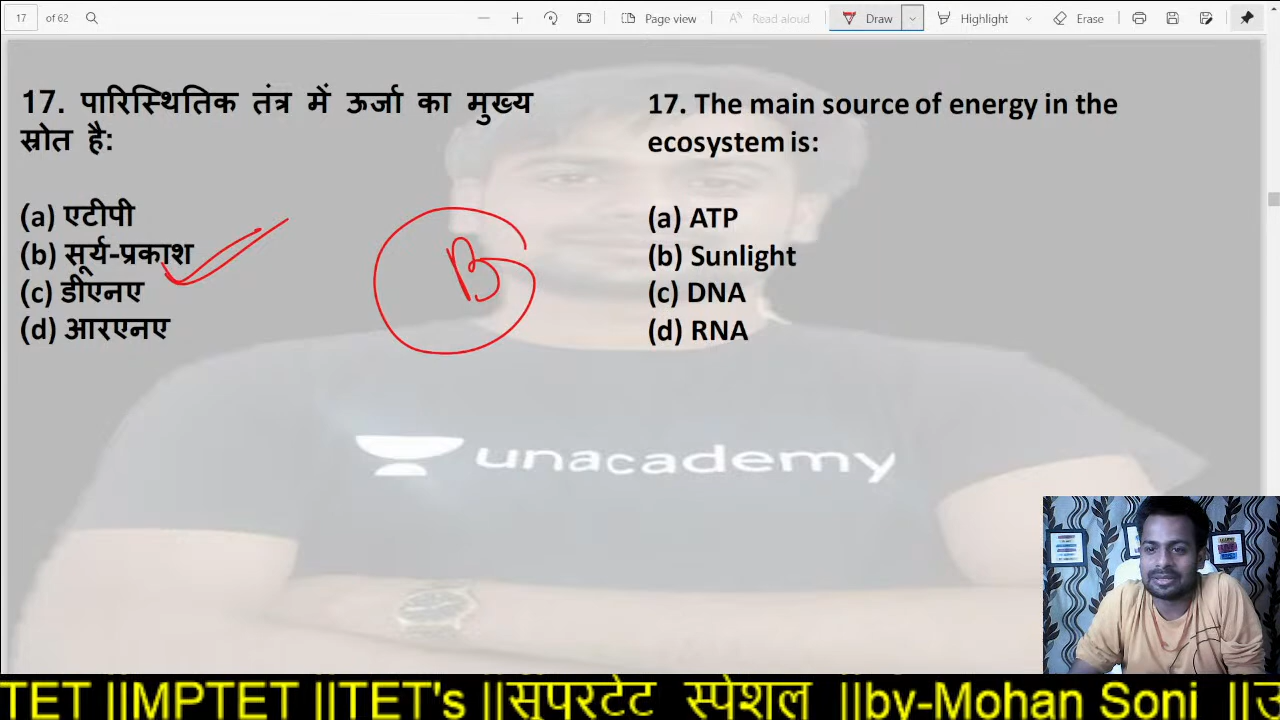 17 of 62 Page view Read aloud Draw Highlight Erase
17. पारिस्थितिक तंत्र में ऊर्जा का मुख्य
स्रोत है:
(a) एटीपी
(b) सूर्य-प्रकाश
(c) डीएनए
(d) आरएनए
B
17. The main source of energy in the
ecosystem is:
(a) ATP
(b) Sunlight
(c) DNA
(d) RNA
unacademy
TET ||MPTET ||TET's ||सुपरटेट स्पेशल ||by-Mohan Soni ||उ